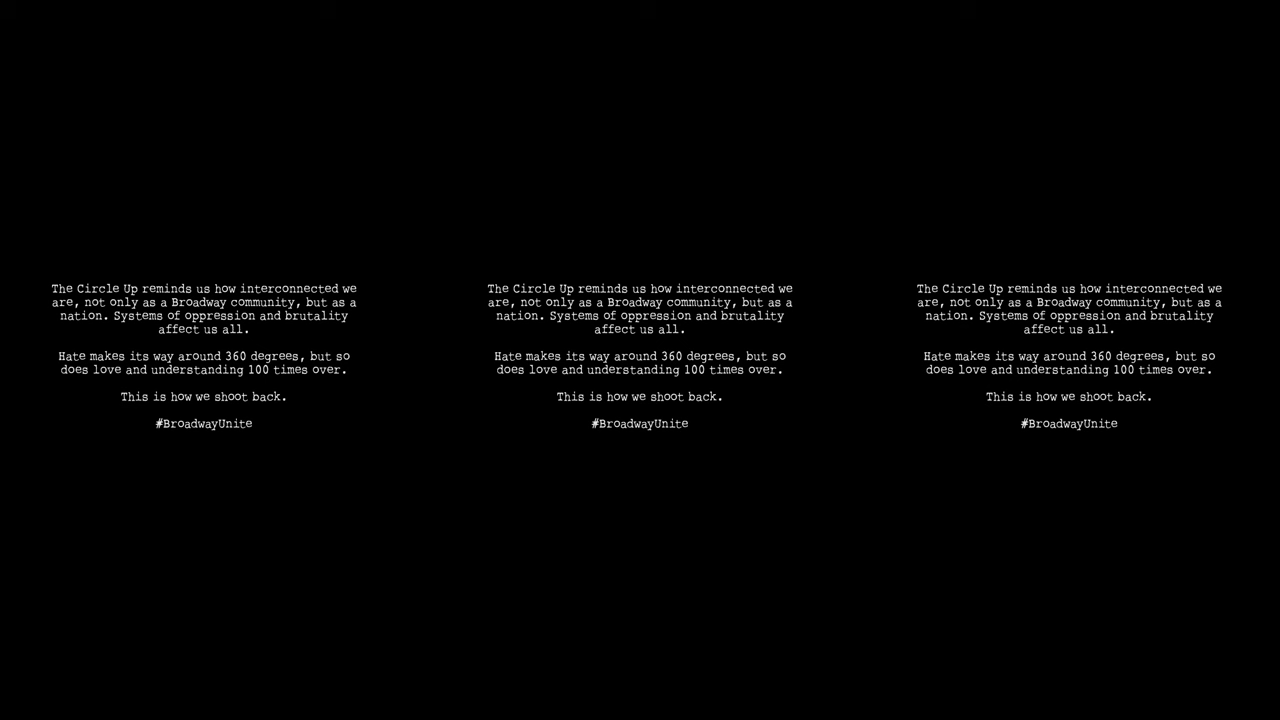 The Circle Up reminds us how interconnected we
are, not only as a Broadway community, but as a
nation. Systems of oppression and brutality
affect us all.
Hate makes its way around 360 degrees, but so
does love and understanding 100 times over.
This is how we shoot back.
#BroadwayUnite
The Circle Up reminds us how interconnected we
are, not only as a Broadway community, but as a
nation. Systems of oppression and brutality
affect us all.
Hate makes its way around 360 degrees, but so
does love and understanding 100 times over.
This is how we shoot back.
#BroadwayUnite
The Circle Up reminds us how interconnected we
are, not only as a Broadway community, but as a
nation. Systems of oppression and brutality
affect us all.
Hate makes its way around 360 degrees, but so
does love and understanding 100 times over.
This is how we shoot back.
#BroadwayUnite